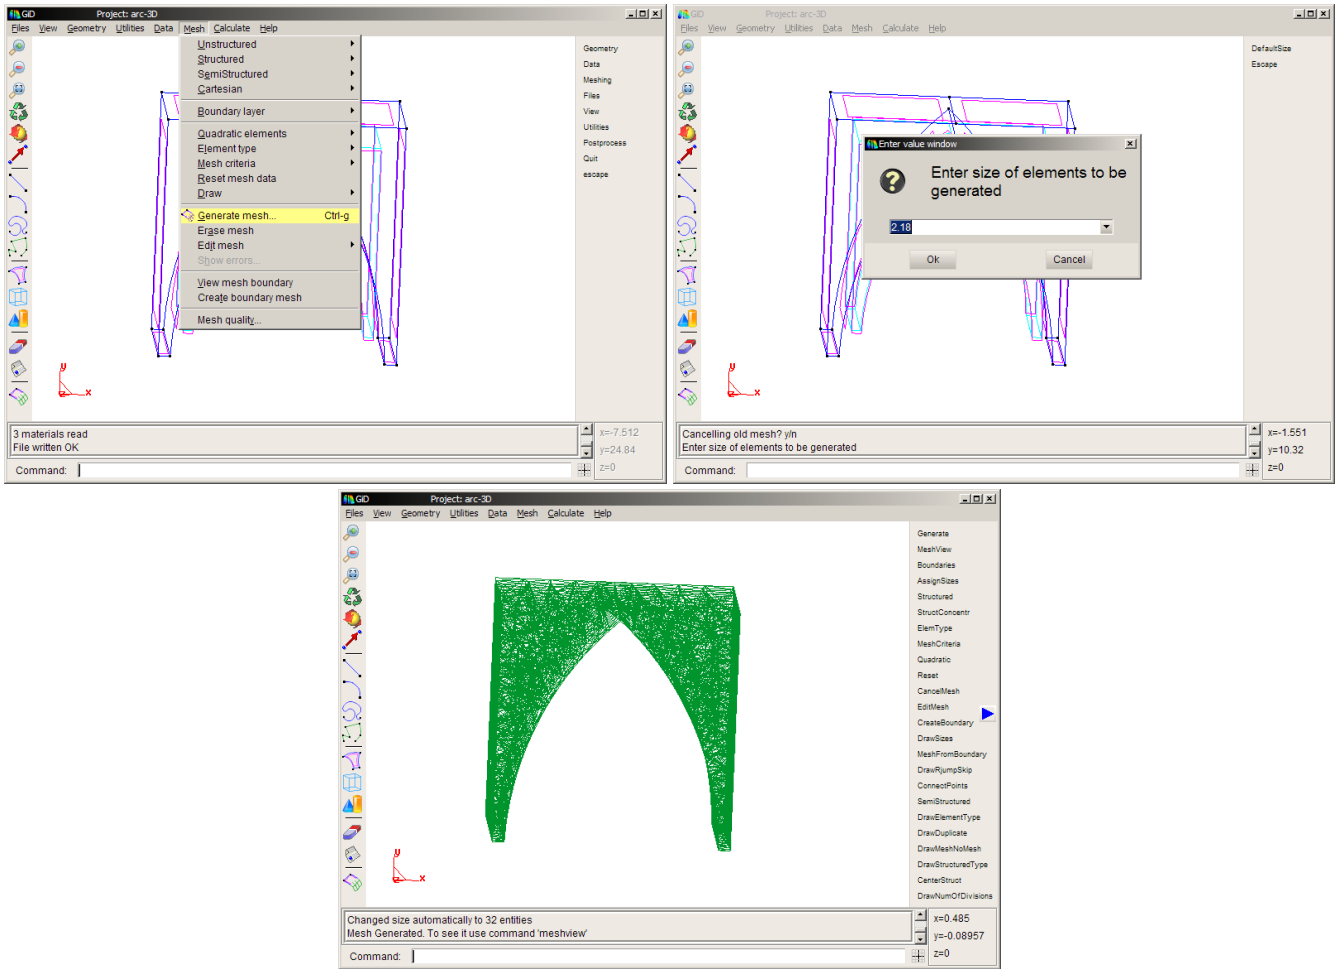 GiD Project: arc-3D
Files View Geometry Utilities Data Mesh Calculate Help
Unstructured
Structured
SemiStructured
Cartesian
Boundary layer
Quadratic elements
Element type
Mesh criteria
Reset mesh data
Draw
Generate mesh... Ctrl-g
Erase mesh
Edit mesh
Show errors...
View mesh boundary
Create boundary mesh
Mesh quality...
Geometry
Data
Meshing
Files
View
Utilities
Postprocess
Quit
escape
y
x
z
3 materials read
File written OK
x=-7.512
y=24.84
z=0
Command:
GiD Project: arc-3D
Files View Geometry Utilities Data Mesh Calculate Help
DefaultSize
Escape
Enter value window
Enter size of elements to be
generated
2.18
Ok Cancel
y
x
z
Cancelling old mesh? y/n
Enter size of elements to be generated
x=-1.551
y=10.32
z=0
Command:
GiD Project: arc-3D
Files View Geometry Utilities Data Mesh Calculate Help
Generate
MeshView
Boundaries
AssignSizes
Structured
StructConcentr
ElemType
MeshCriteria
Quadratic
Reset
CancelMesh
EditMesh
CreateBoundary
DrawSizes
MeshFromBoundary
DrawRjumpSkip
ConnectPoints
SemiStructured
DrawElementType
DrawDuplicate
DrawMeshNoMesh
DrawStructuredType
CenterStruct
DrawNumOfDivisions
y
x
z
Changed size automatically to 32 entities
Mesh Generated. To see it use command 'meshview'
x=0.485
y=-0.08957
z=0
Command: